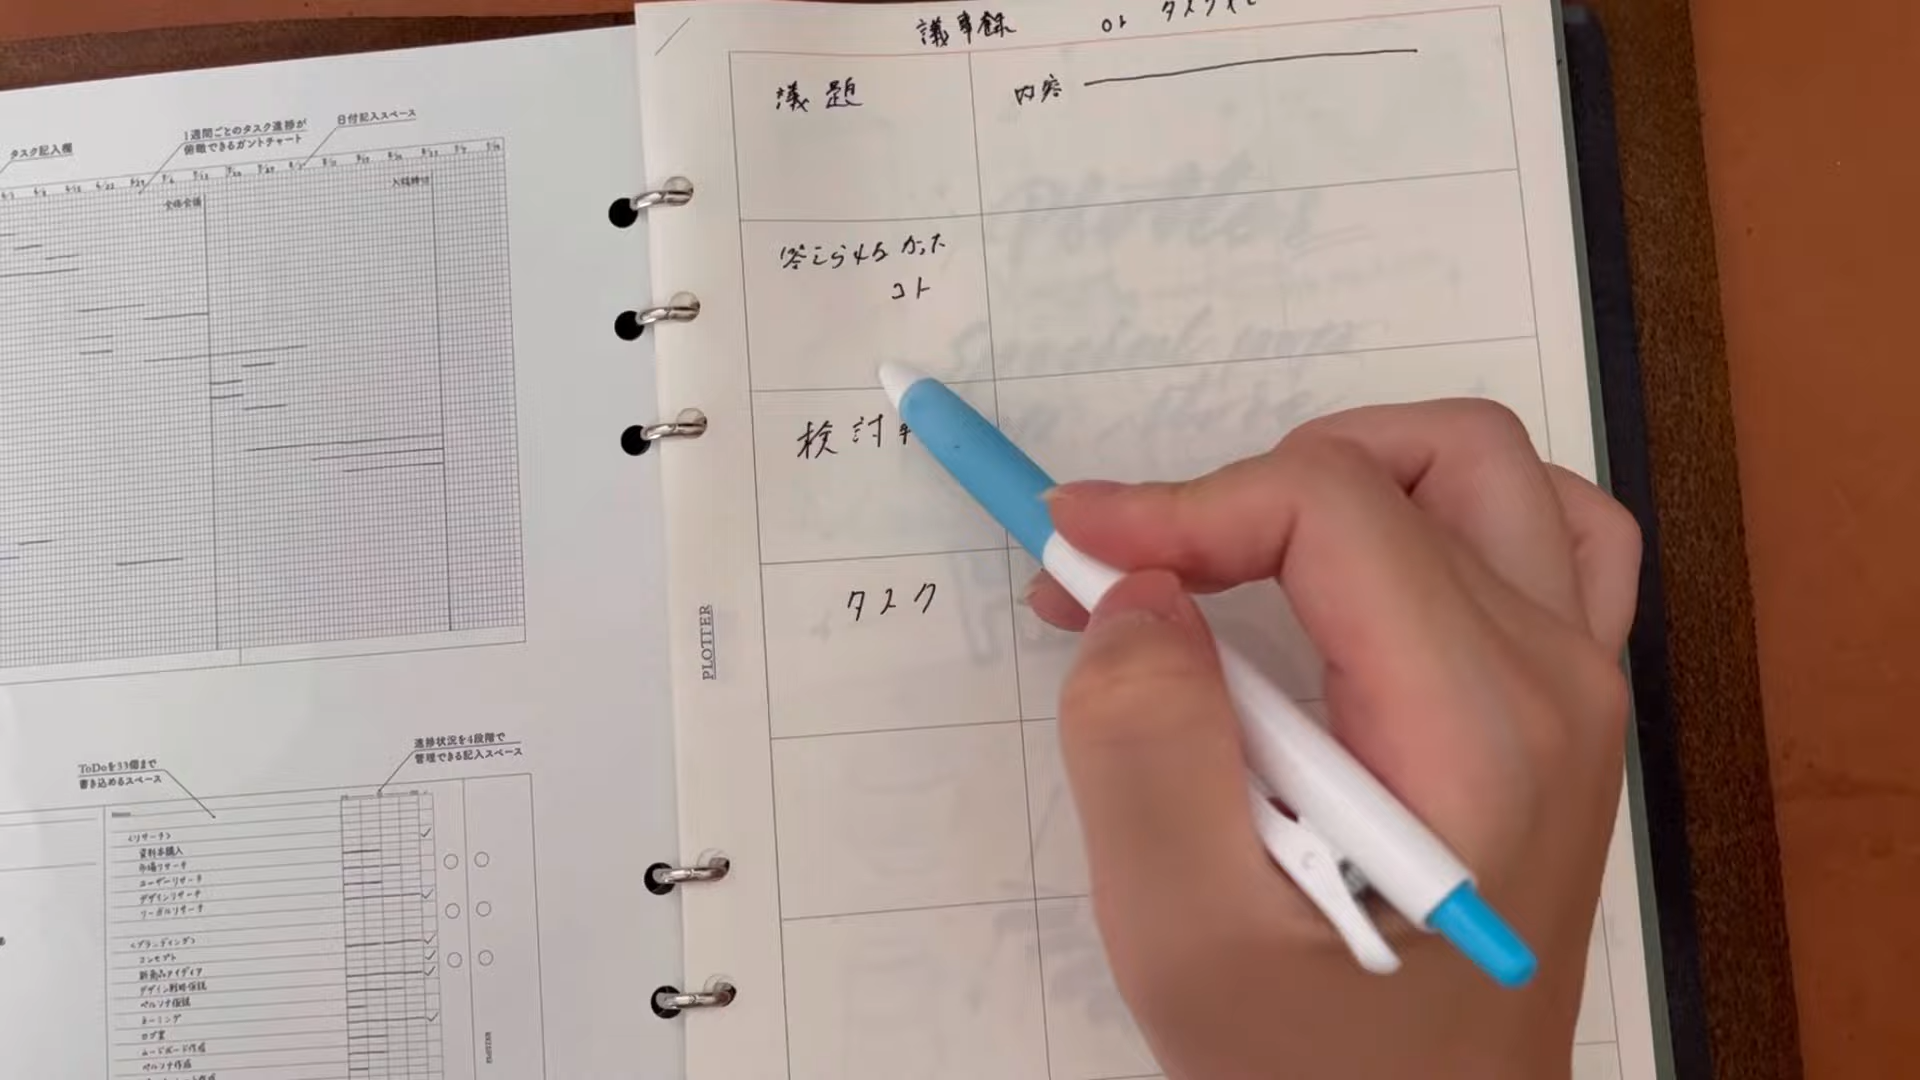 タスク記入欄
1週間ごとのタスク進捗が
俯瞰できるガントチャート
日付記入スペース
全体会議
入稿締切
ToDoを33個まで
書き込めるスペース
進捗状況を4段階で
管理できる記入スペース
<リサーチ>
資料本購入
市場リサーチ
ユーザーリサーチ
デザインリサーチ
リーガルリサーチ
<ブランディング>
コンセプト
新商品アイディア
デザイン戦略仮説
ペルソナ仮説
ネーミング
ロゴ案
ムードボード作成
ペルソナ作成
PLOTTER
議事録 or タスクメモ
議題
内容
答えられなかった
コト
検討事
タスク